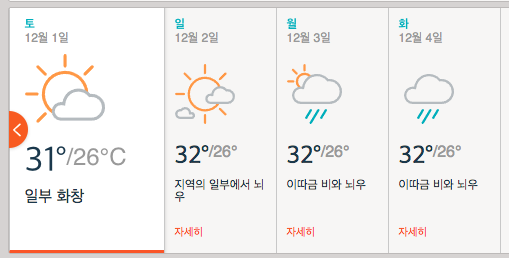 토
12월 1일
31°/26°C
일부 화창
일
12월 2일
32°/26°
지역의 일부에서 뇌
우
자세히
월
12월 3일
32°/26°
이따금 비와 뇌우
자세히
화
12월 4일
32°/26°
이따금 비와 뇌우
자세히